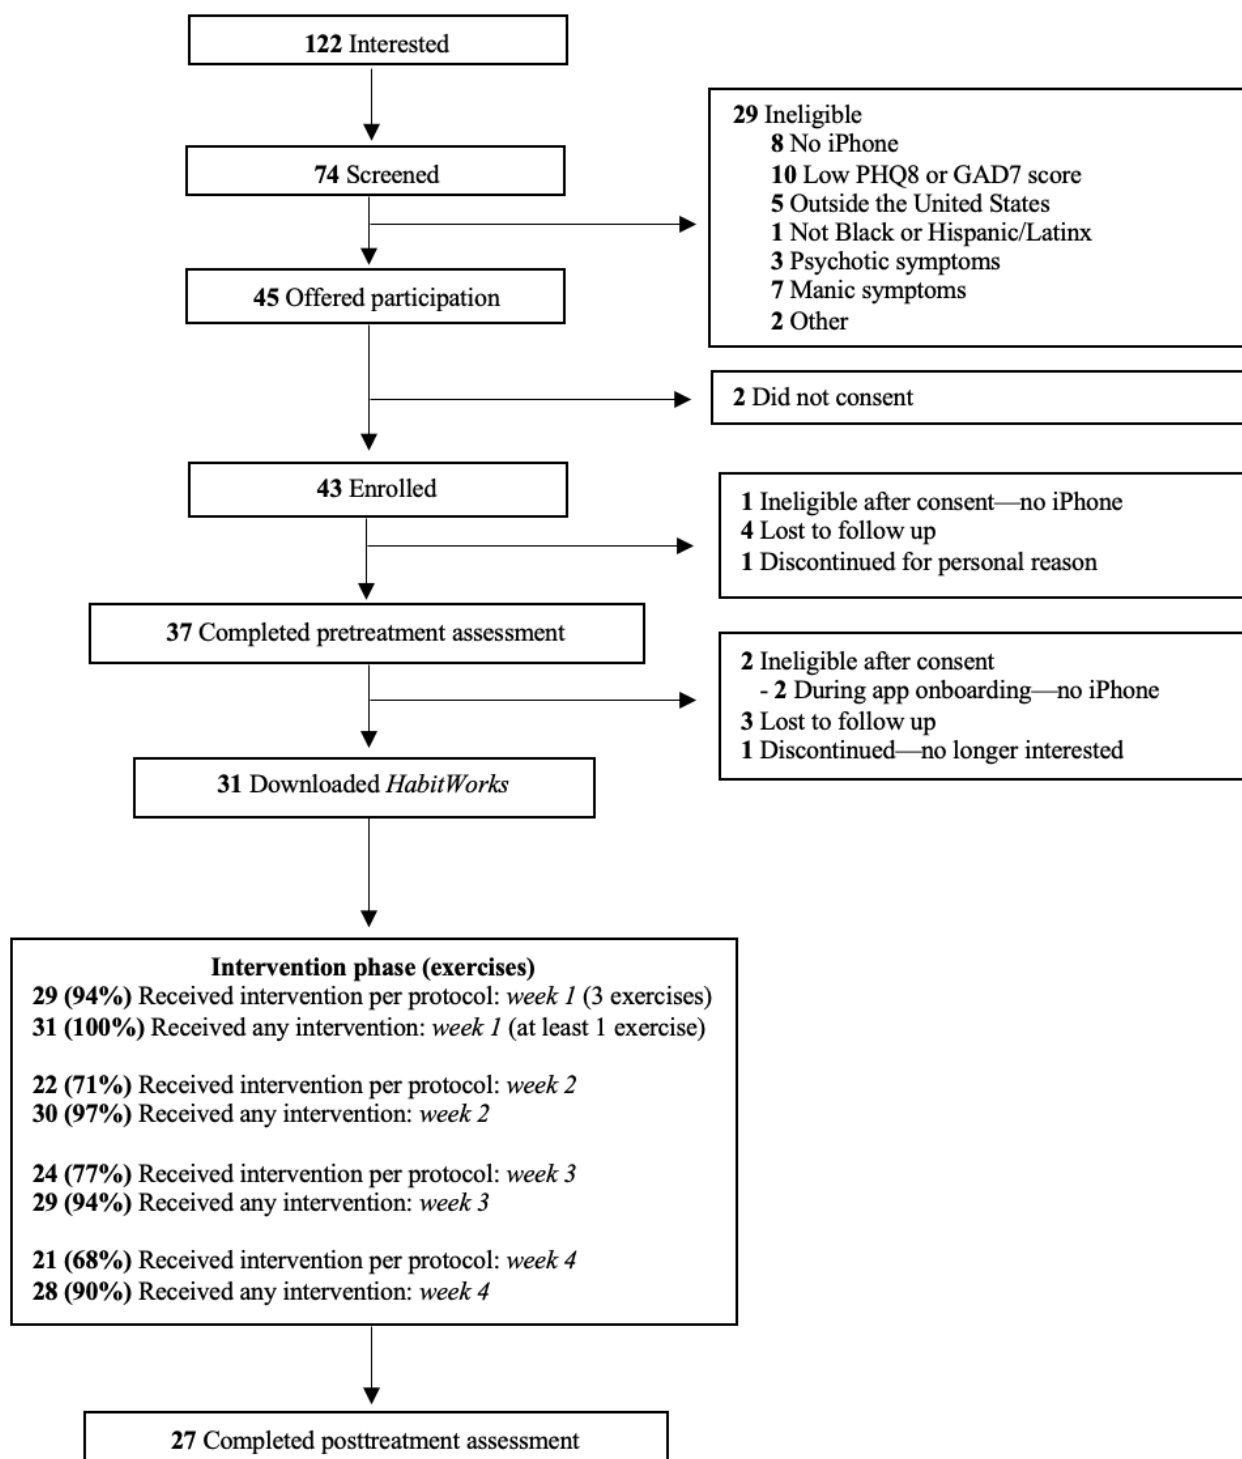 122 Interested
74 Screened
29 Ineligible
8 No iPhone
10 Low PHQ8 or GAD7 score
5 Outside the United States
1 Not Black or Hispanic/Latinx
3 Psychotic symptoms
7 Manic symptoms
2 Other
45 Offered participation
2 Did not consent
43 Enrolled
1 Ineligible after consent—no iPhone
4 Lost to follow up
1 Discontinued for personal reason
37 Completed pretreatment assessment
2 Ineligible after consent
- 2 During app onboarding—no iPhone
3 Lost to follow up
1 Discontinued—no longer interested
31 Downloaded HabitWorks
Intervention phase (exercises)
29 (94%) Received intervention per protocol: week 1 (3 exercises)
31 (100%) Received any intervention: week 1 (at least 1 exercise)
22 (71%) Received intervention per protocol: week 2
30 (97%) Received any intervention: week 2
24 (77%) Received intervention per protocol: week 3
29 (94%) Received any intervention: week 3
21 (68%) Received intervention per protocol: week 4
28 (90%) Received any intervention: week 4
27 Completed posttreatment assessment